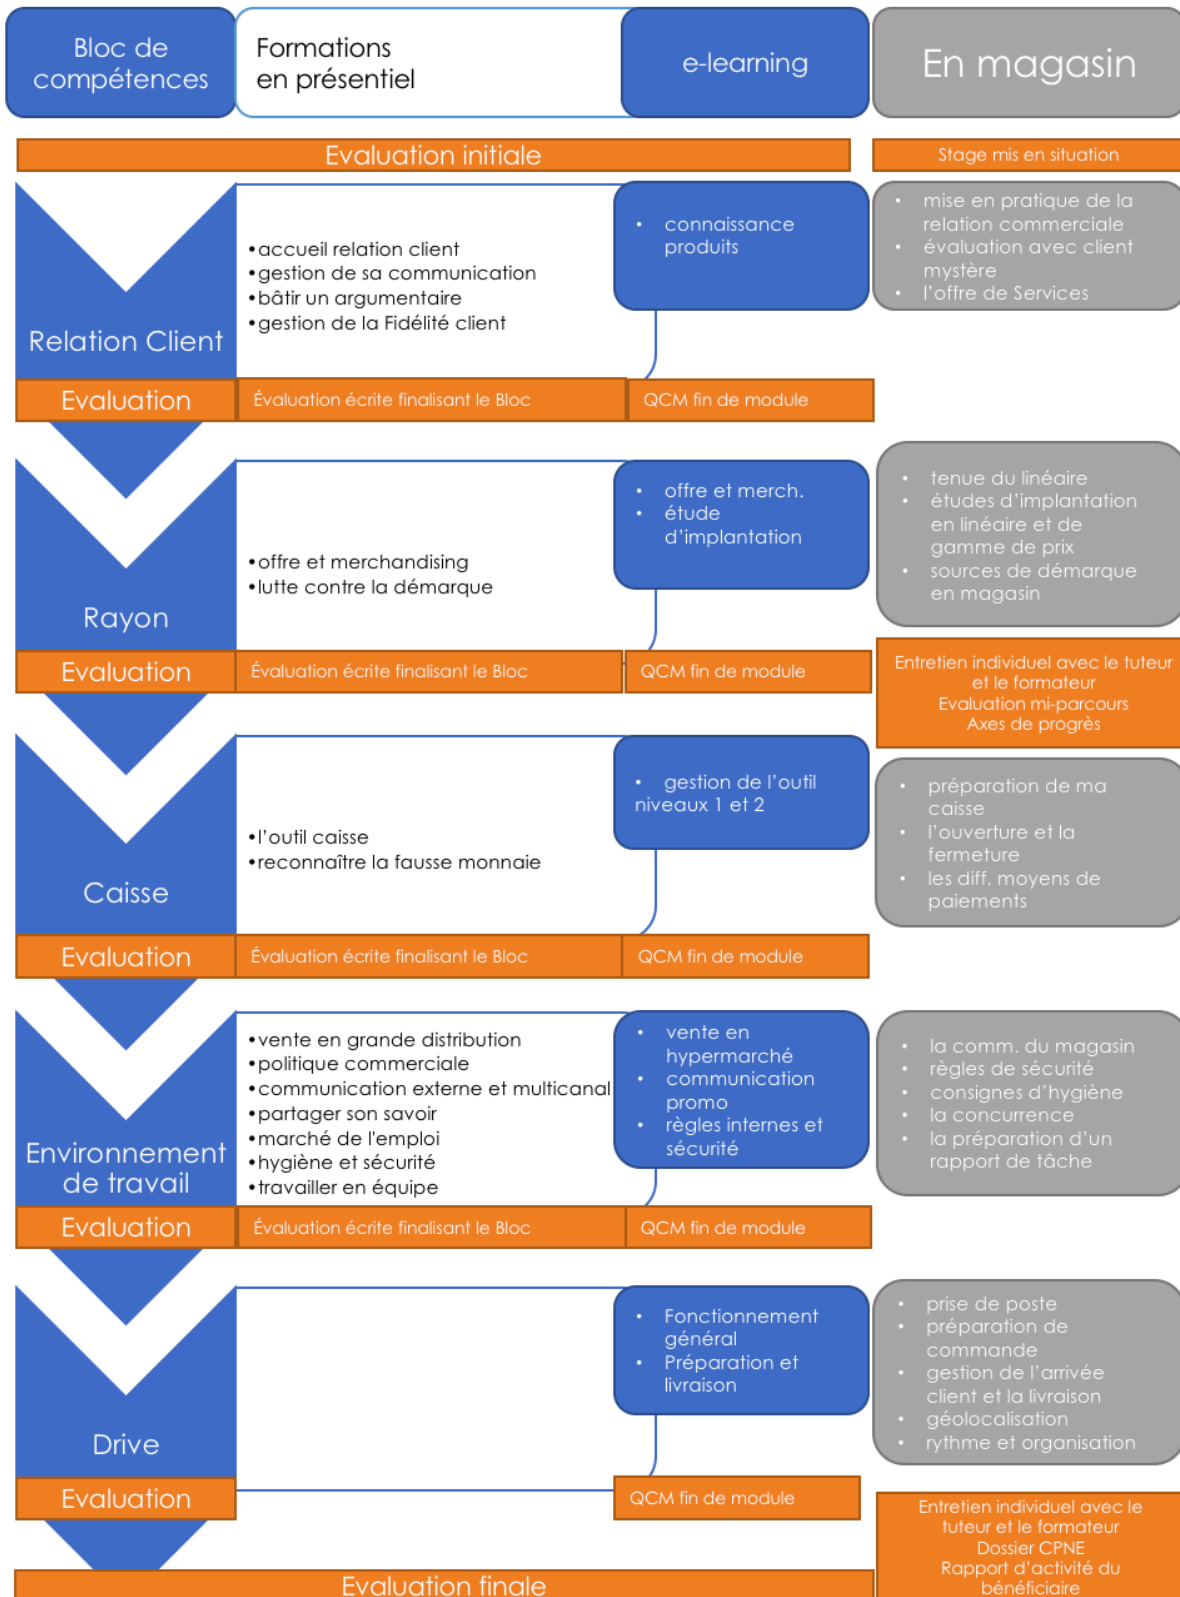 Bloc de
compétences
Formations
en présentiel
e-learning
En magasin
Evaluation initiale
Stage mis en situation
Relation Client
•accueil relation client
•gestion de sa communication
•bâtir un argumentaire
•gestion de la Fidélité client
• connaissance
produits
• mise en pratique de la
relation commerciale
• évaluation avec client
mystère
• l'offre de Services
Evaluation
Évaluation écrite finalisant le Bloc
QCM fin de module
Rayon
•offre et merchandising
•lutte contre la démarque
• offre et merch.
• étude
d'implantation
• tenue du linéaire
• études d'implantation
en linéaire et de
gamme de prix
• sources de démarque
en magasin
Evaluation
Évaluation écrite finalisant le Bloc
QCM fin de module
Entretien individuel avec le tuteur
et le formateur
Evaluation mi-parcours
Axes de progrès
Caisse
•l'outil caisse
•reconnaître la fausse monnaie
• gestion de l'outil
niveaux 1 et 2
• préparation de ma
caisse
• l'ouverture et la
fermeture
• les diff. moyens de
paiements
Evaluation
Évaluation écrite finalisant le Bloc
QCM fin de module
Environnement
de travail
•vente en grande distribution
•politique commerciale
•communication externe et multicanal
•partager son savoir
•marché de l'emploi
•hygiène et sécurité
•travailler en équipe
• vente en
hypermarché
• communication
promo
• règles internes et
sécurité
• la comm. du magasin
• règles de sécurité
• consignes d'hygiène
• la concurrence
• la préparation d'un
rapport de tâche
Evaluation
Évaluation écrite finalisant le Bloc
QCM fin de module
Drive
• Fonctionnement
général
• Préparation et
livraison
• prise de poste
• préparation de
commande
• gestion de l'arrivée
client et la livraison
• géolocalisation
• rythme et organisation
Evaluation
QCM fin de module
Entretien individuel avec le
tuteur et le formateur
Dossier CPNE
Rapport d'activité du
bénéficiaire
Evaluation finale